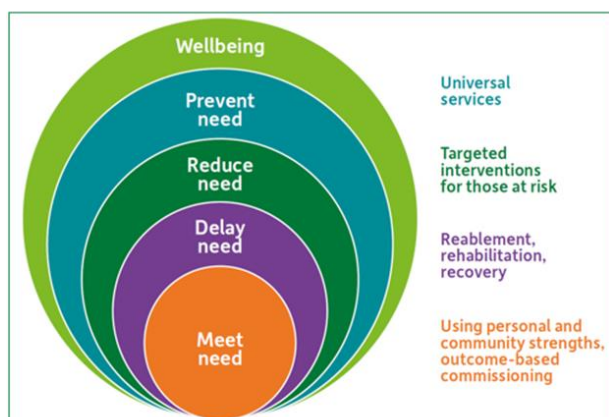 Wellbeing
Prevent
need
Universal
services
Reduce
need
Targeted
interventions
for those at risk
Delay
need
Reablement,
rehabilitation,
recovery
Meet
need
Using personal and
community strengths,
outcome-based
commissioning